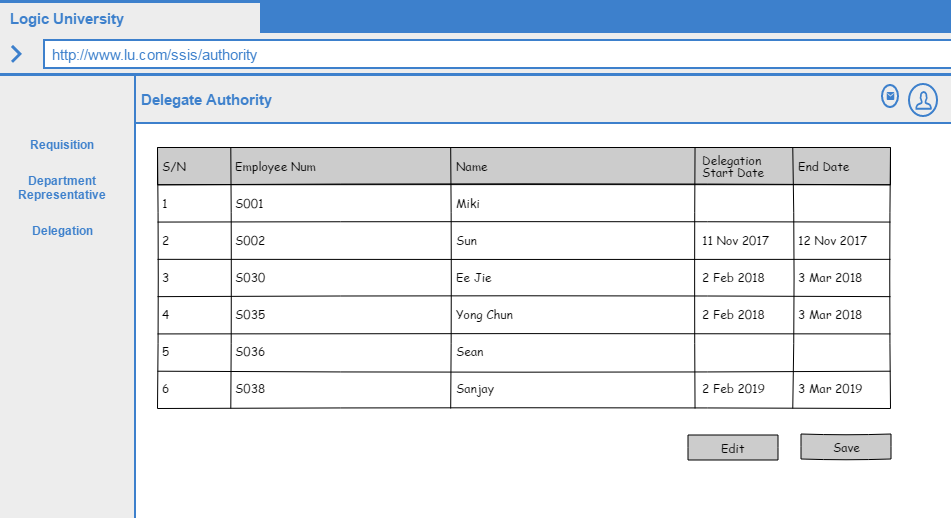 Logic University
http://www.lu.com/ssis/authority
Delegate Authority
Requisition
Department
Representative
Delegation
S/N Employee Num Name Delegation Start Date End Date
1 S001 Miki
2 S002 Sun 11 Nov 2017 12 Nov 2017
3 S030 Ee Jie 2 Feb 2018 3 Mar 2018
4 S035 Yong Chun 2 Feb 2018 3 Mar 2018
5 S036 Sean
6 S038 Sanjay 2 Feb 2019 3 Mar 2019
Edit Save